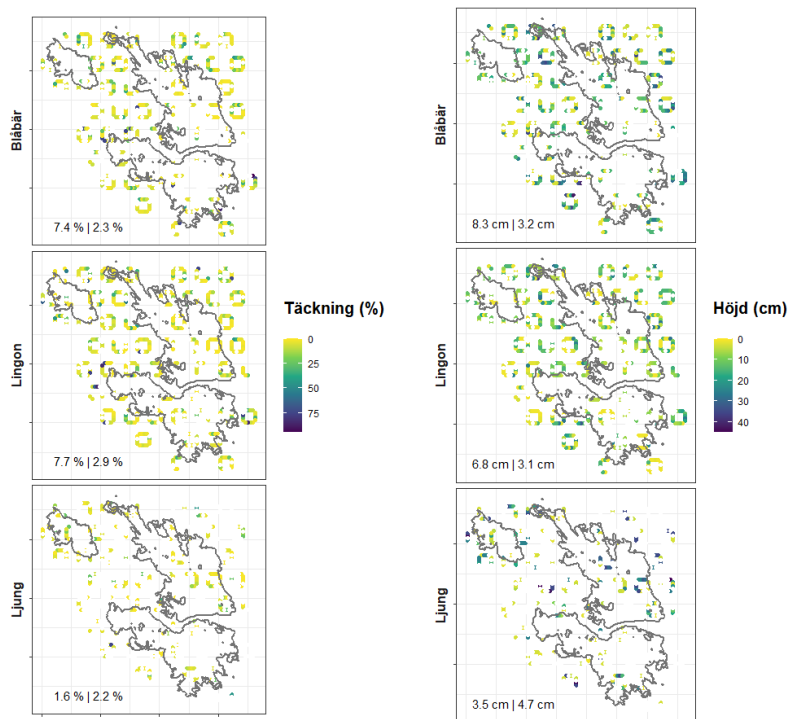 Blåbär
7.4 % | 2.3 %
Lingon
7.7 % | 2.9 %
Ljung
1.6 % | 2.2 %
Täckning (%)
0
25
50
75
Blåbär
8.3 cm | 3.2 cm
Lingon
6.8 cm | 3.1 cm
Ljung
3.5 cm | 4.7 cm
Höjd (cm)
0
10
20
30
40